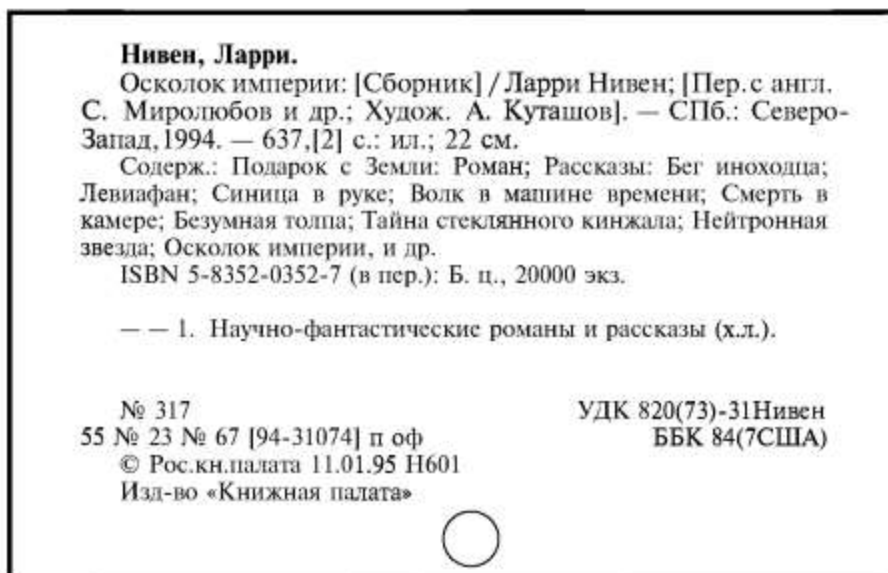 Нивен, Ларри.
Осколок империи: [Сборник] / Ларри Нивен; [Пер. с англ.
С. Миролюбов и др.; Худож. А. Куташов]. — СПб.: Северо-
Запад, 1994. — 637,[2] с.: ил.; 22 см.
Содерж.: Подарок с Земли: Роман; Рассказы: Бег иноходца;
Левиафан; Синица в руке; Волк в машине времени; Смерть в
камере; Безумная толпа; Тайна стеклянного кинжала; Нейтронная
звезда; Осколок империи, и др.
ISBN 5-8352-0352-7 (в пер.): Б. ц., 20000 экз.
— — 1. Научно-фантастические романы и рассказы (х.л.).
№ 317 УДК 820(73)-31Нивен
55 № 23 № 67 [94-31074] п оф ББК 84(7США)
© Рос.кн.палата 11.01.95 Н601
Изд-во «Книжная палата»